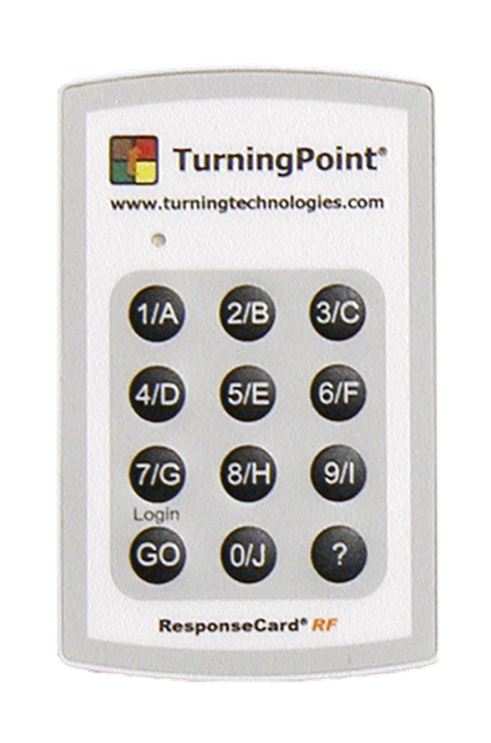 TurningPoint®
www.turningtechnologies.com
1/A 2/B 3/C
4/D 5/E 6/F
7/G 8/H 9/I
Login
GO 0/J ?
ResponseCard® RF